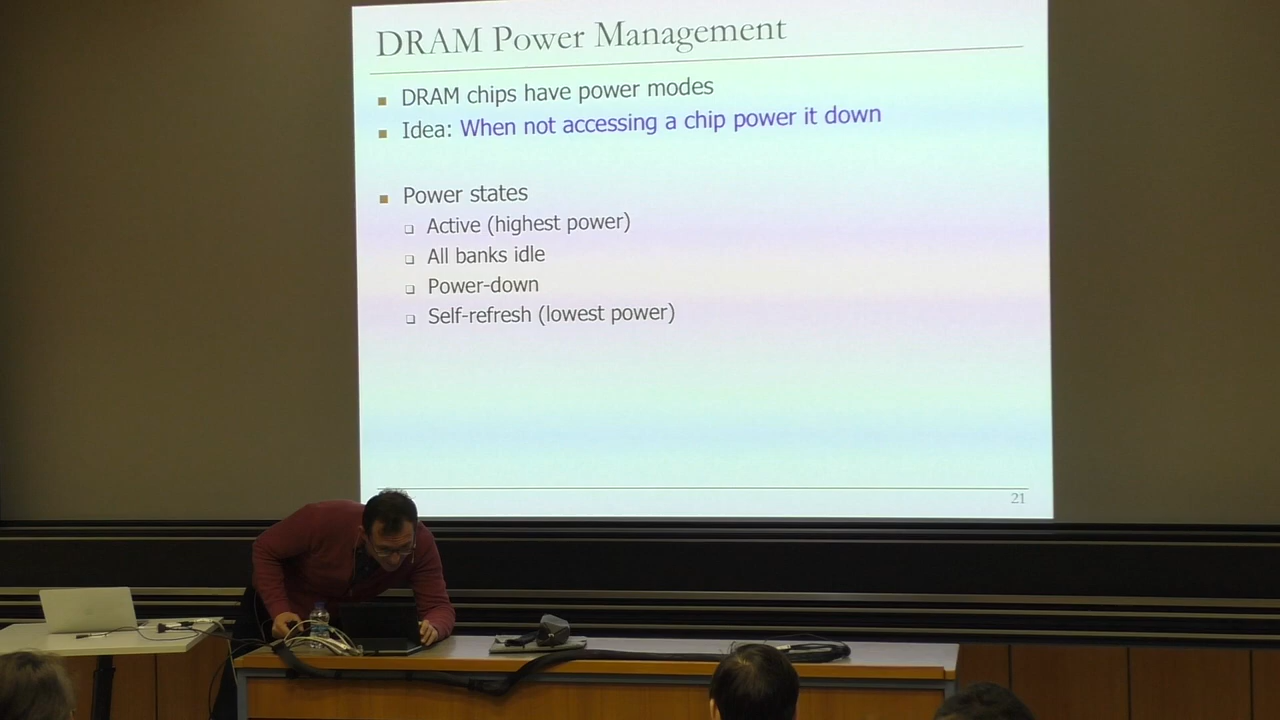 DRAM Power Management
DRAM chips have power modes
Idea: When not accessing a chip power it down
Power states
Active (highest power)
All banks idle
Power-down
Self-refresh (lowest power)
21